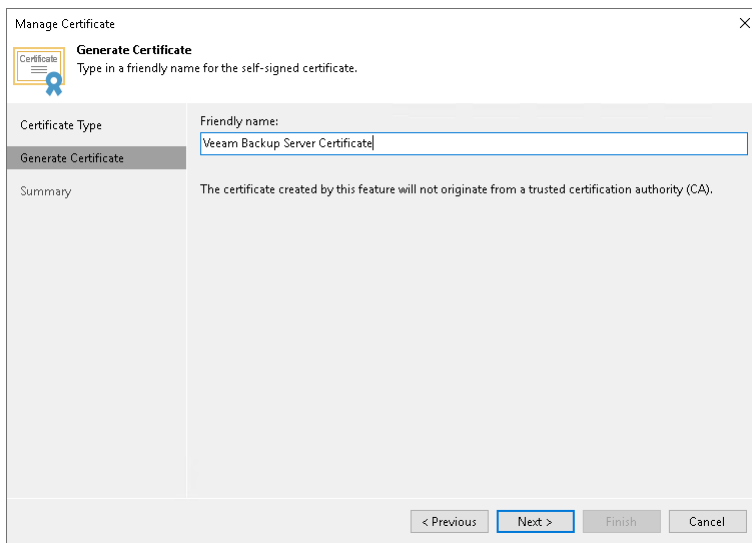 Manage Certificate
Certificate
Generate Certificate
Type in a friendly name for the self-signed certificate.
Certificate Type
Generate Certificate
Summary
Friendly name:
Veeam Backup Server Certificate
The certificate created by this feature will not originate from a trusted certification authority (CA).
< Previous
Next >
Finish
Cancel